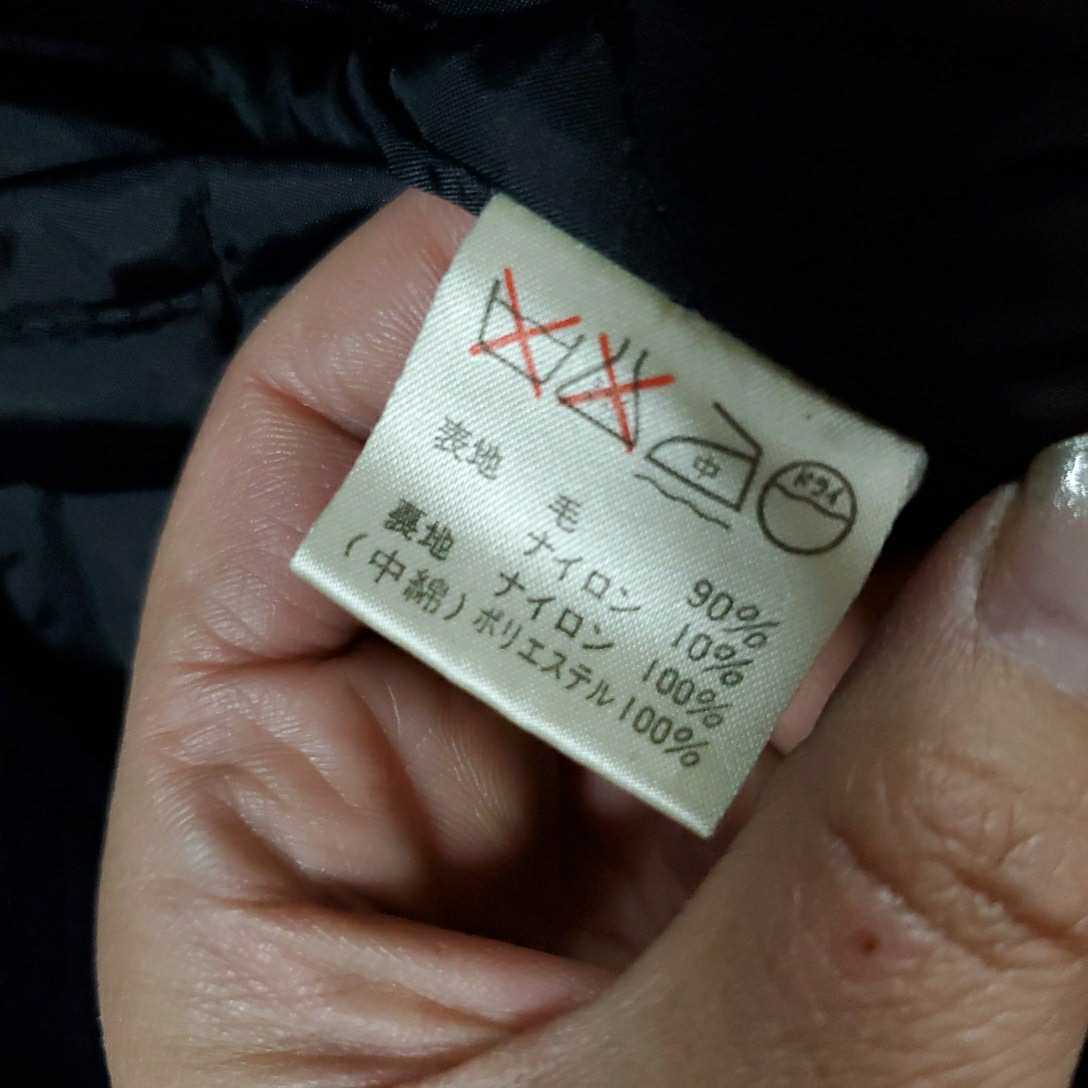 中 ドライ
表地 毛 90%
ナイロン 10%
裏地 ナイロン 100%
(中綿)ポリエステル100%